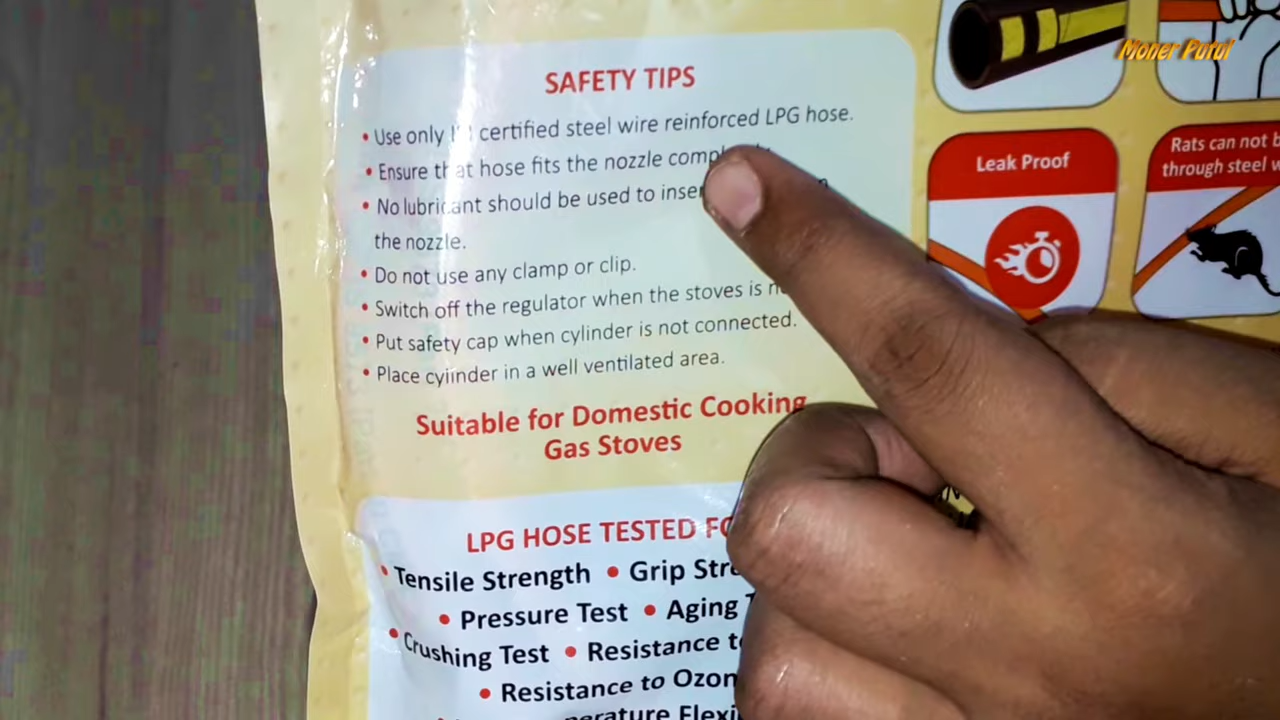 SAFETY TIPS
• Use only certified steel wire reinforced LPG hose.
• Ensure that hose fits the nozzle
• No lubricant should be used to
the nozzle.
• Do not use any clamp or clip.
• Switch off the regulator when the stoves is
• Put safety cap when cylinder is not connected.
• Place cylinder in a well ventilated area.
Suitable for Domestic Cooking
Gas Stoves
LPG HOSE TESTED
• Tensile Strength • Grip
• Pressure Test • Aging
• Crushing Test • Resistance
• Resistance to
Moner Putul
Leak Proof
Rats can not
through steel